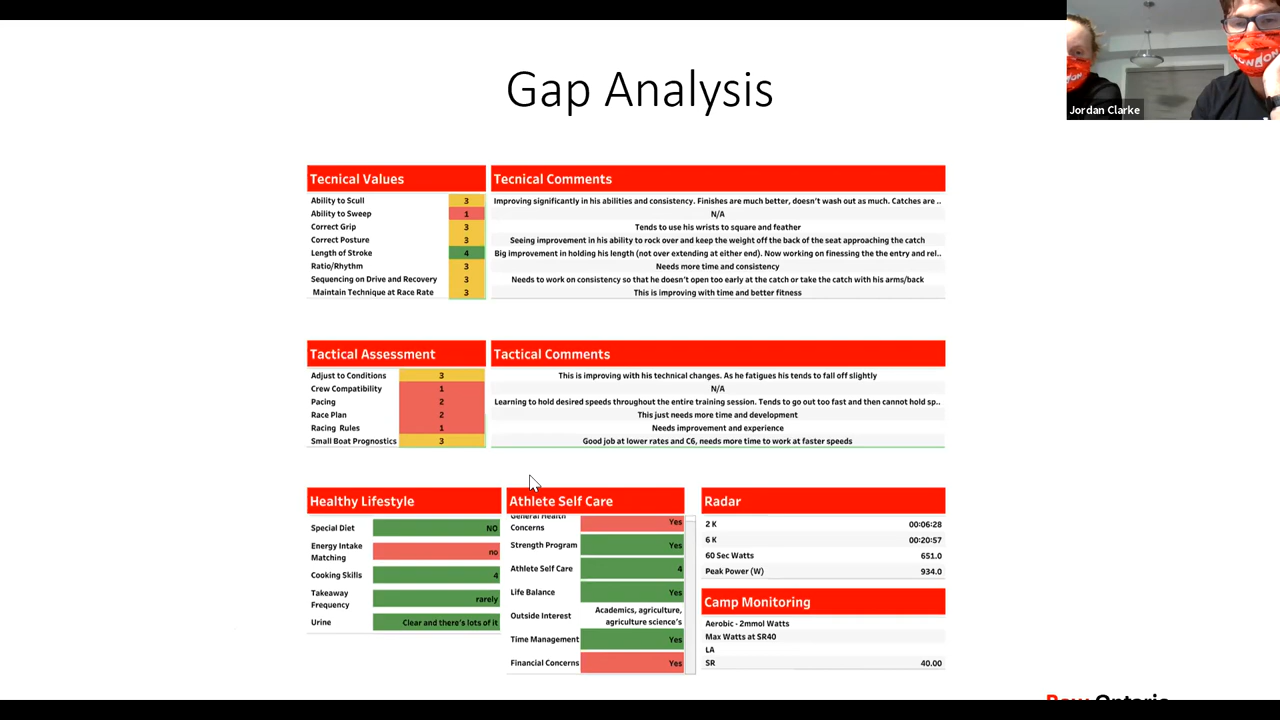 Gap Analysis
Jordan Clarke
Tecnical Values
Tecnical Comments
Ability to Scull 3 Improving significantly in his abilities and consistency. Finishes are much better, doesn't wash out as much. Catches are ..
Ability to Sweep 1 N/A
Correct Grip 3 Tends to use his wrists to square and feather
Correct Posture 3 Seeing improvement in his ability to rock over and keep the weight off the back of the seat approaching the catch
Length of Stroke 4 Big improvement in holding his length (not over extending at either end). Now working on finessing the the entry and rel..
Ratio/Rhythm 3 Needs more time and consistency
Sequencing on Drive and Recovery 3 Needs to work on consistency so that he doesn't open too early at the catch or take the catch with his arms/back
Maintain Technique at Race Rate 3 This is improving with time and better fitness
Tactical Assessment
Tactical Comments
Adjust to Conditions 3 This is improving with his technical changes. As he fatigues his tends to fall off slightly
Crew Compatibility 1 N/A
Pacing 2 Learning to hold desired speeds throughout the entire training session. Tends to go out too fast and then cannot hold sp..
Race Plan 2 This just needs more time and development
Racing Rules 1 Needs improvement and experience
Small Boat Prognostics 3 Good job at lower rates and C6, needs more time to work at faster speeds
Healthy Lifestyle
Special Diet NO
Energy Intake
Matching no
Cooking Skills 4
Takeaway
Frequency rarely
Urine Clear and there's lots of it
Athlete Self Care
General Health
Concerns Yes
Strength Program Yes
Athlete Self Care 4
Life Balance Yes
Outside Interest Academics, agriculture,
agriculture science's
Time Management Yes
Financial Concerns Yes
Radar
2 K 00:06:28
6 K 00:20:57
60 Sec Watts 651.0
Peak Power (W) 934.0
Camp Monitoring
Aerobic - 2mmol Watts
Max Watts at SR40
LA
SR 40.00
Row Ontario